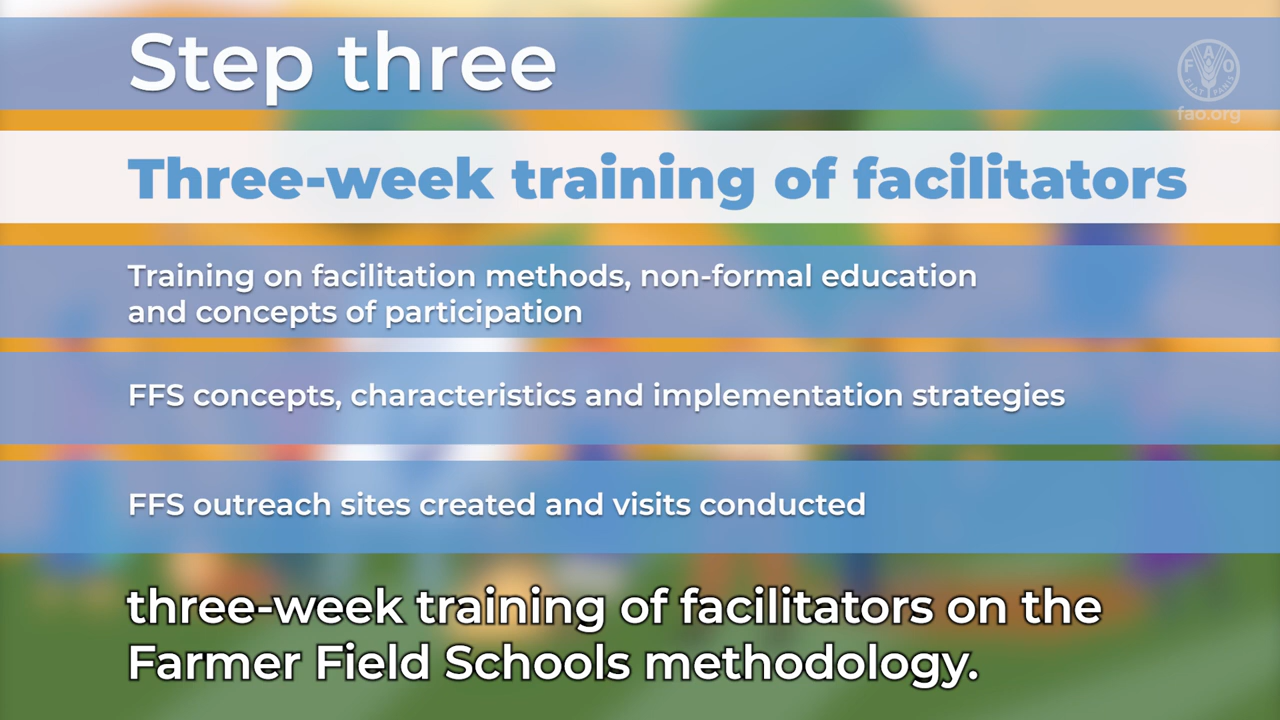 Step three
F A O
FIAT PANIS
fao.org
Three-week training of facilitators
Training on facilitation methods, non-formal education
and concepts of participation
FFS concepts, characteristics and implementation strategies
FFS outreach sites created and visits conducted
three-week training of facilitators on the
Farmer Field Schools methodology.